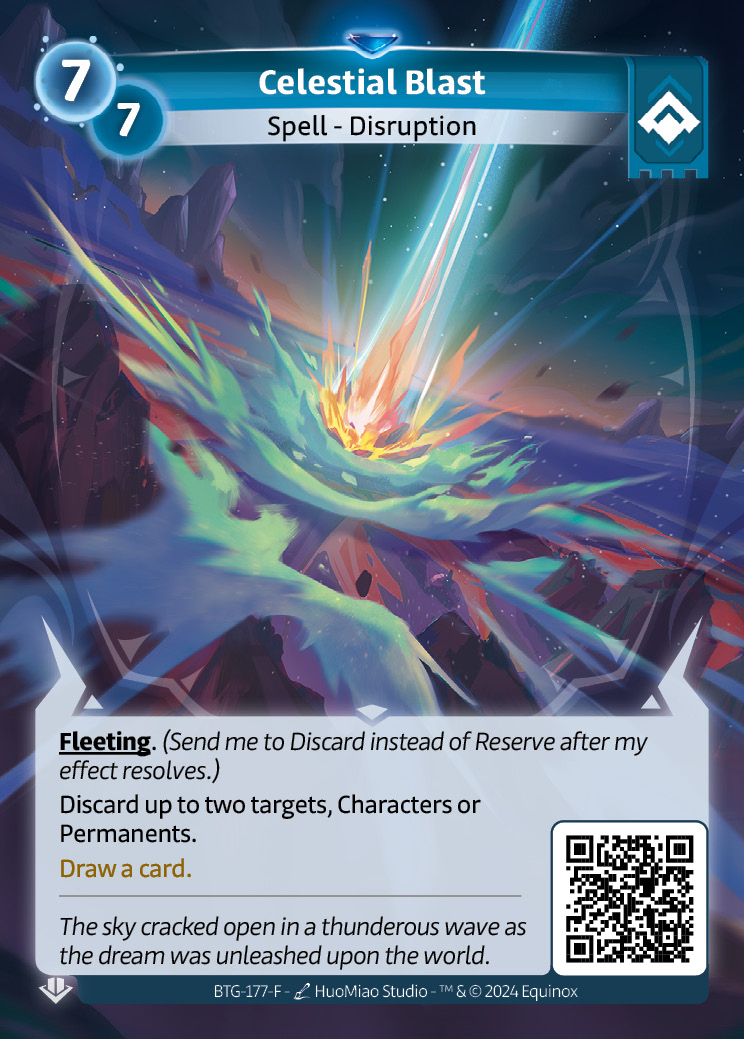 7
Celestial Blast
7
Spell - Disruption
Fleeting. (Send me to Discard instead of Reserve after my
effect resolves.)
Discard up to two targets, Characters or
Permanents.
Draw a card.
The sky cracked open in a thunderous wave as
the dream was unleashed upon the world.
BTG-177-F - HuoMiao Studio - ™ & © 2024 Equinox